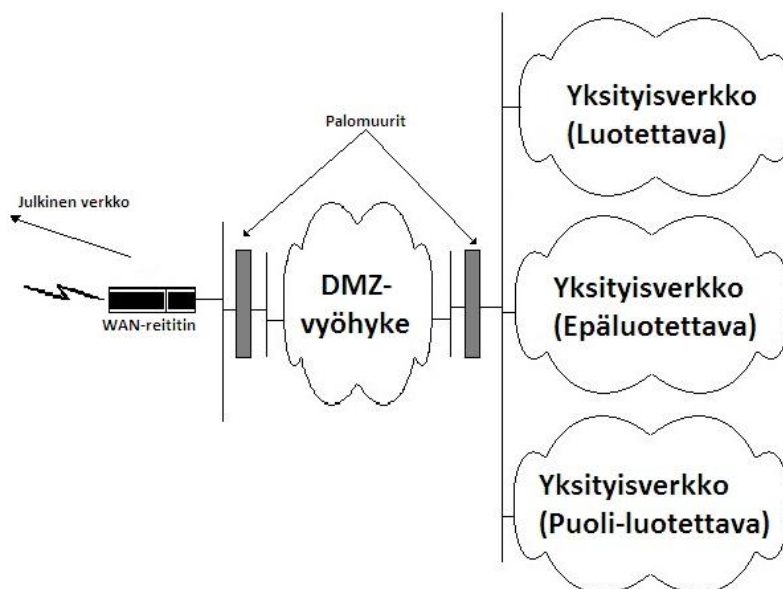 Palomuurit
Julkinen verkko
WAN-reititin
DMZ-
vyöhyke
Yksityisverkko
(Luotettava)
Yksityisverkko
(Epäluotettava)
Yksityisverkko
(Puoli-luotettava)